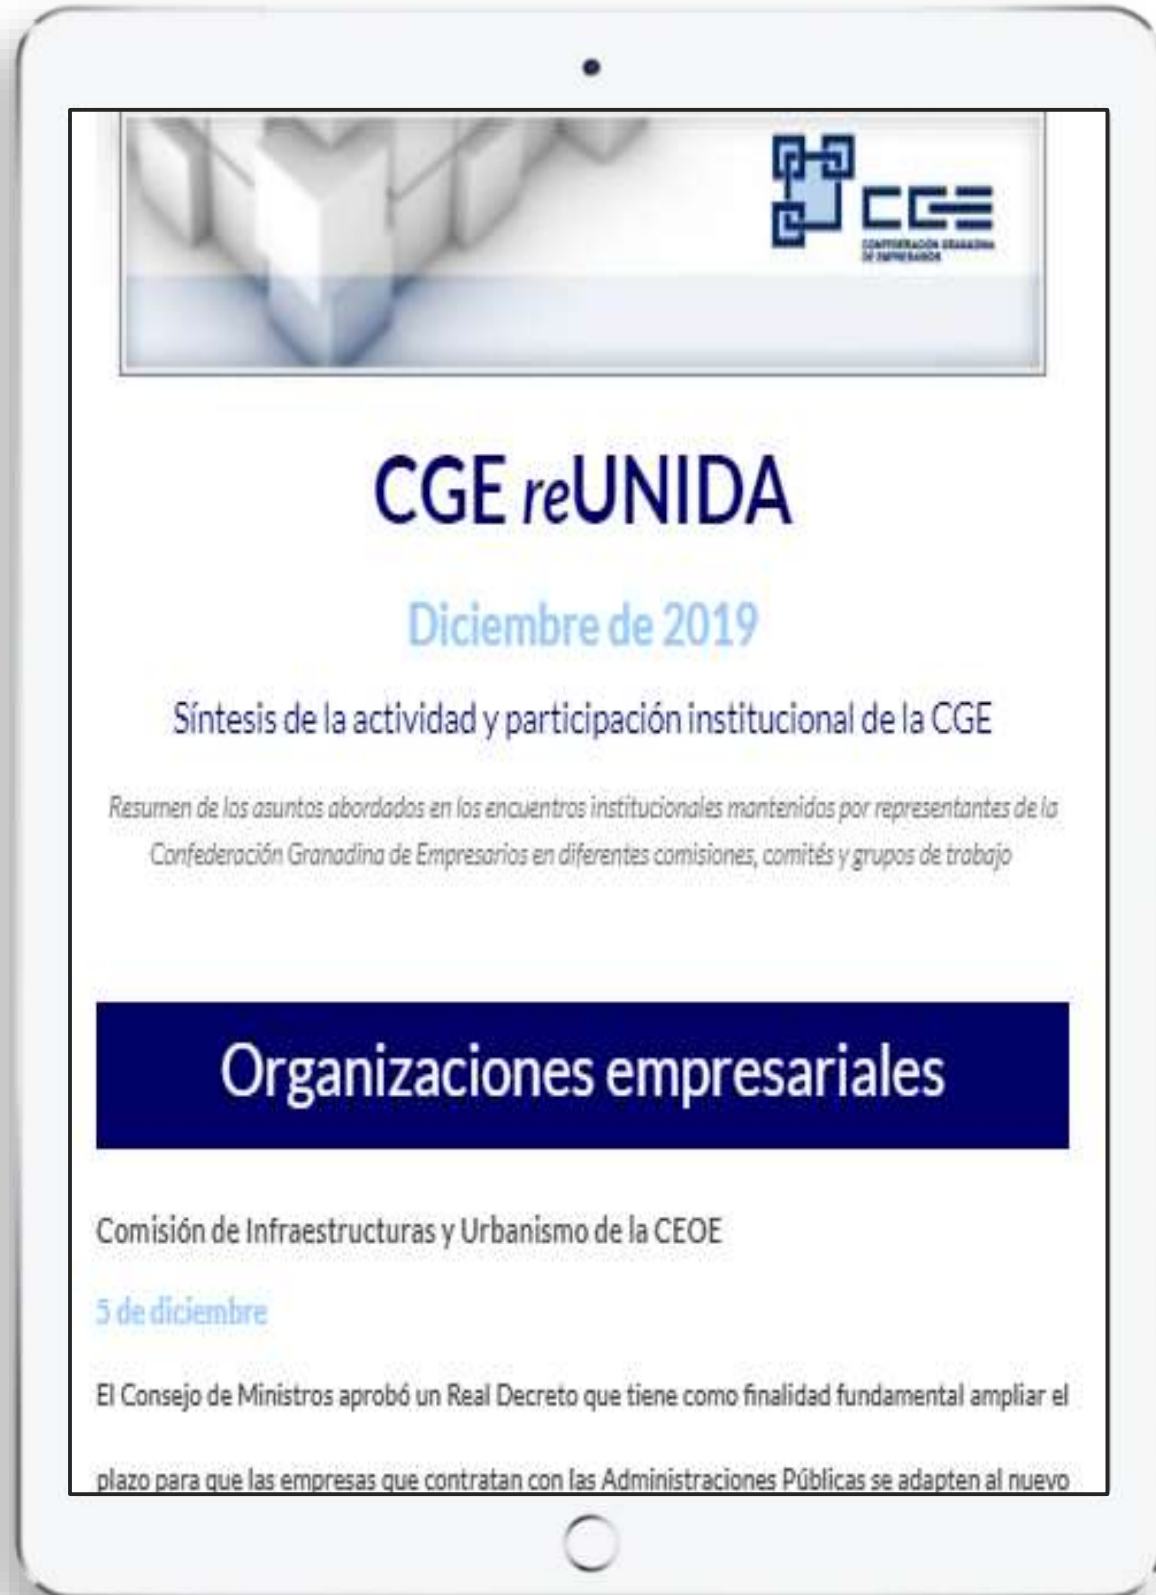 CGE
CONFEDERACIÓN GRANADINA
DE EMPRESARIOS
CGE reUNIDA
Diciembre de 2019
Síntesis de la actividad y participación institucional de la CGE
Resumen de los asuntos abordados en los encuentros institucionales mantenidos por representantes de la
Confederación Granadina de Empresarios en diferentes comisiones, comités y grupos de trabajo
Organizaciones empresariales
Comisión de Infraestructuras y Urbanismo de la CEOE
5 de diciembre
El Consejo de Ministros aprobó un Real Decreto que tiene como finalidad fundamental ampliar el
plazo para que las empresas que contratan con las Administraciones Públicas se adapten al nuevo